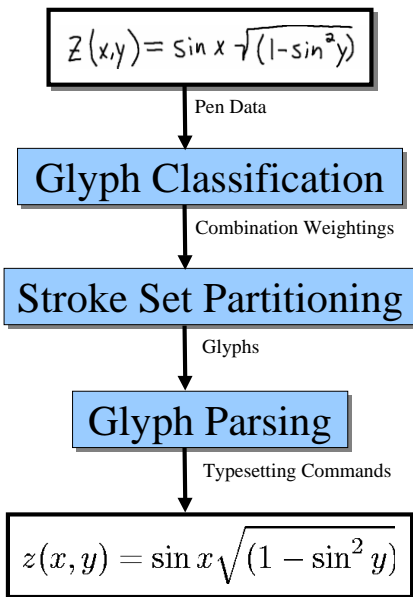 Z(x,y) = sin x √(1-sin²y)
Pen Data
Glyph Classification
Combination Weightings
Stroke Set Partitioning
Glyphs
Glyph Parsing
Typesetting Commands
z(x, y) = sin x√(1 − sin² y)